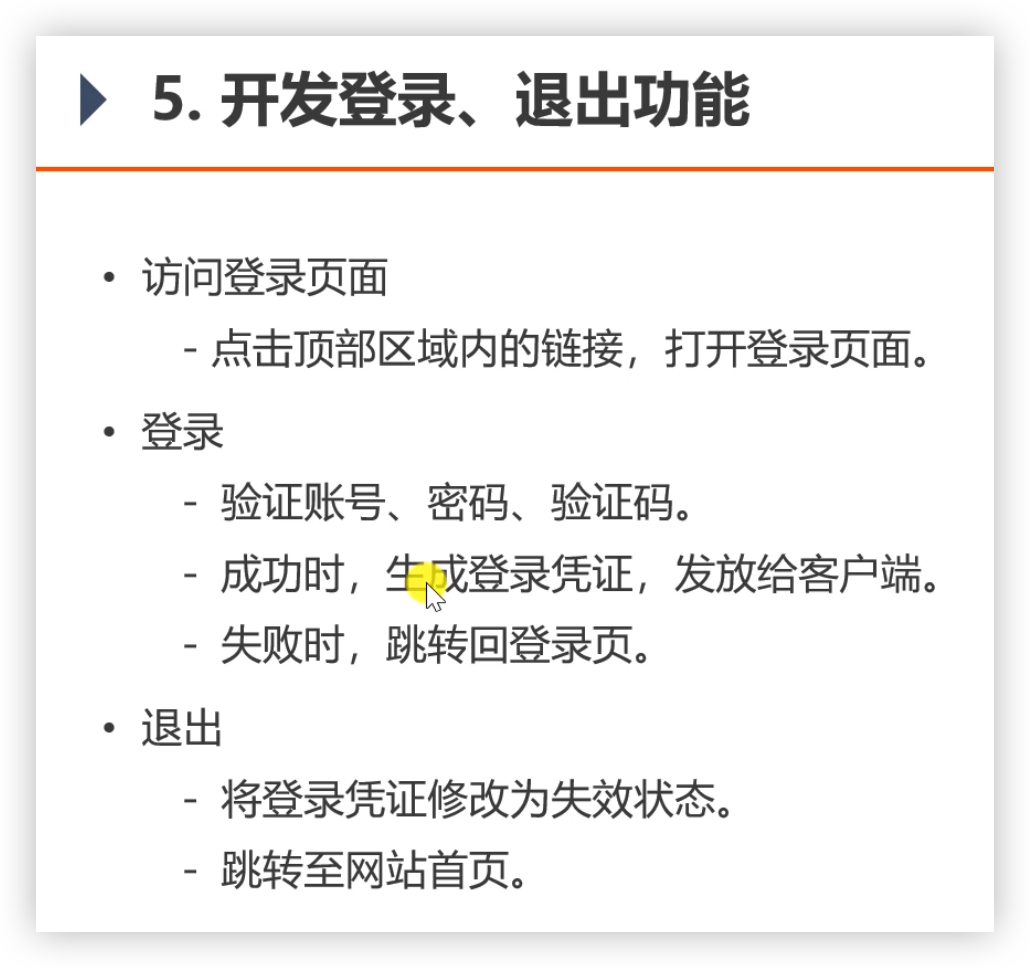 5. 开发登录、退出功能
• 访问登录页面
- 点击顶部区域内的链接，打开登录页面。
• 登录
- 验证账号、密码、验证码。
- 成功时，生成登录凭证，发放给客户端。
- 失败时，跳转回登录页。
• 退出
- 将登录凭证修改为失效状态。
- 跳转至网站首页。